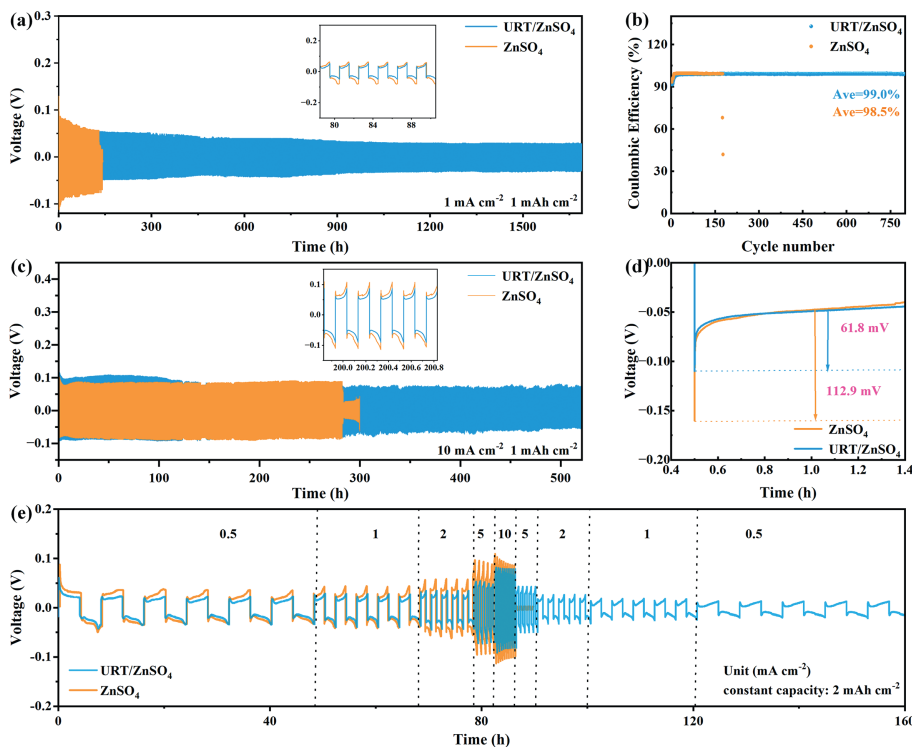 (a)
0.3
0.2
0.1
0.0
−0.1
Voltage (V)
0 300 600 900 1200 1500
Time (h)
URT/ZnSO₄
ZnSO₄
0.3
0.2
0.1
0.0
−0.1
−0.2
80 84 88
1 mA cm⁻² 1 mAh cm⁻²
(b)
120
90
60
30
0
Coulombic Efficiency (%)
0 150 300 450 600 750
Cycle number
URT/ZnSO₄
ZnSO₄
Ave=99.0%
Ave=98.5%
(c)
0.4
0.3
0.2
0.1
0.0
−0.1
Voltage (V)
0 100 200 300 400 500
Time (h)
URT/ZnSO₄
ZnSO₄
0.1
0.0
−0.1
200.0 200.2 200.4 200.6 200.8
10 mA cm⁻² 1 mAh cm⁻²
(d)
0.00
−0.05
−0.10
−0.15
−0.20
Voltage (V)
0.4 0.6 0.8 1.0 1.2 1.4
Time (h)
61.8 mV
112.9 mV
ZnSO₄
URT/ZnSO₄
(e)
0.2
0.1
0.0
−0.1
−0.2
Voltage (V)
0 40 80 120 160
Time (h)
0.5 1 2 5 10 5 2 1 0.5
URT/ZnSO₄
ZnSO₄
Unit (mA cm⁻²)
constant capacity: 2 mAh cm⁻²